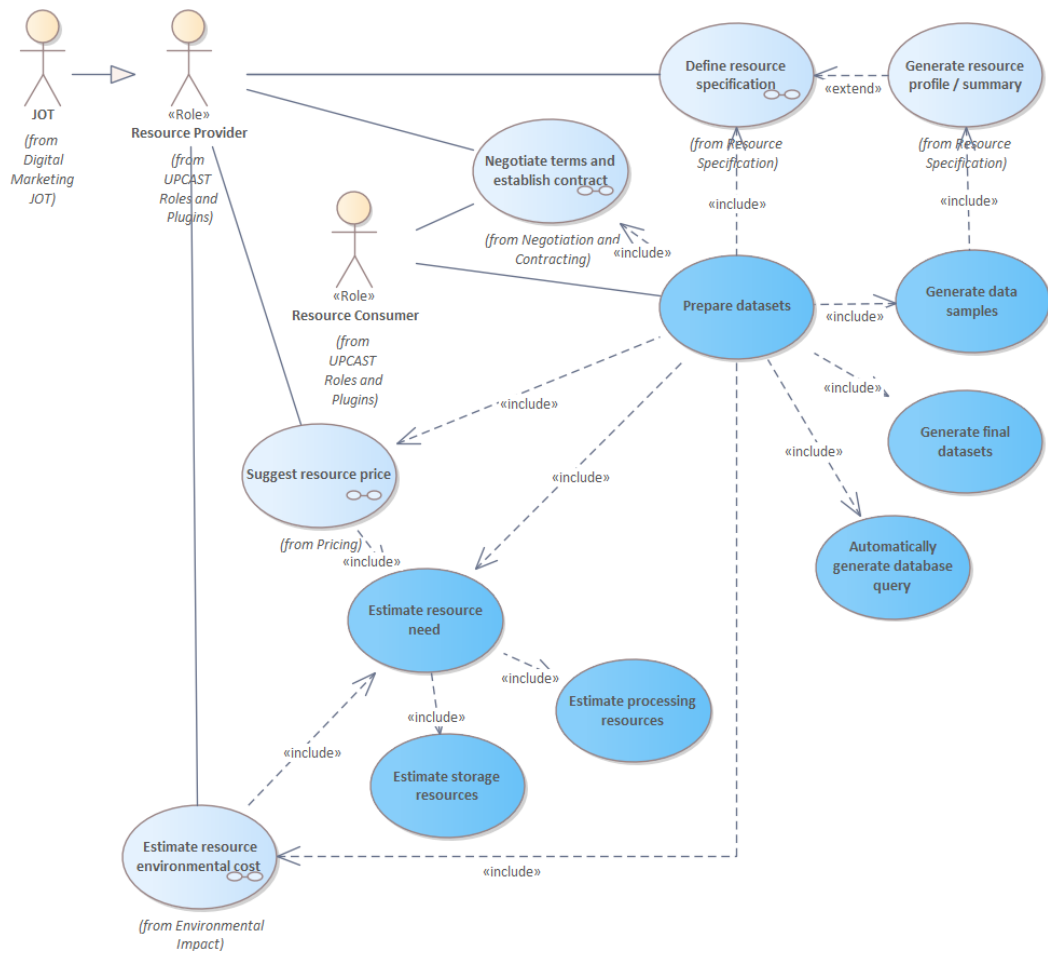 JOT
(from
Digital
Marketing
JOT)
«Role»
Resource Provider
(from
UPCAST
Roles and
Plugins)
Define resource
specification
(from Resource
Specification)
«extend»
Generate resource
profile / summary
(from Resource
Specification)
Negotiate terms and
establish contract
(from Negotiation and
Contracting)
«include»
«include»
«include»
«Role»
Resource Consumer
(from
UPCAST
Roles and
Plugins)
Prepare datasets
«include»
Generate data
samples
«include»
Generate final
datasets
«include»
«include»
«include»
Suggest resource price
(from Pricing)
«include»
Automatically
generate database
query
Estimate resource
need
«include»
Estimate processing
resources
«include»
Estimate storage
resources
«include»
Estimate resource
environmental cost
(from Environmental
Impact)
«include»